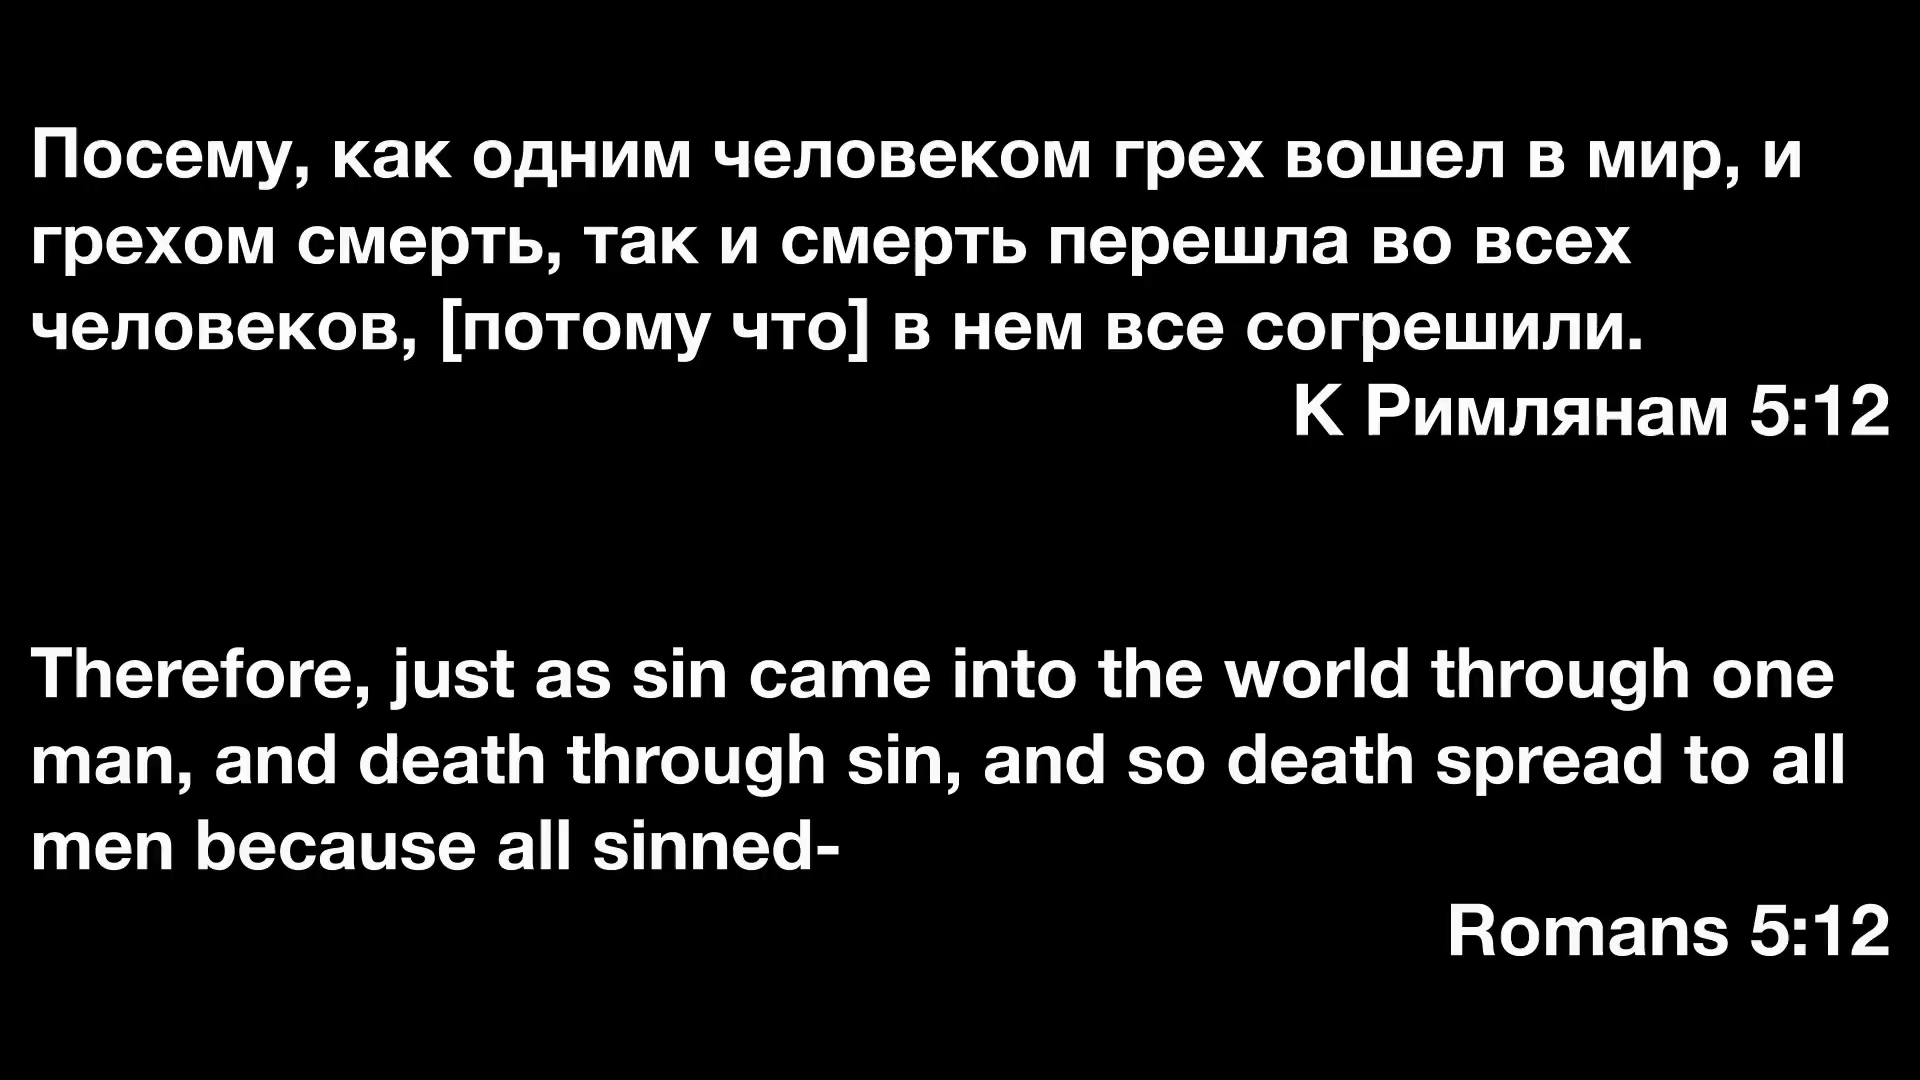 Посему, как одним человеком грех вошел в мир, и
грехом смерть, так и смерть перешла во всех
человеков, [потому что] в нем все согрешили.
К Римлянам 5:12
Therefore, just as sin came into the world through one
man, and death through sin, and so death spread to all
men because all sinned-
Romans 5:12